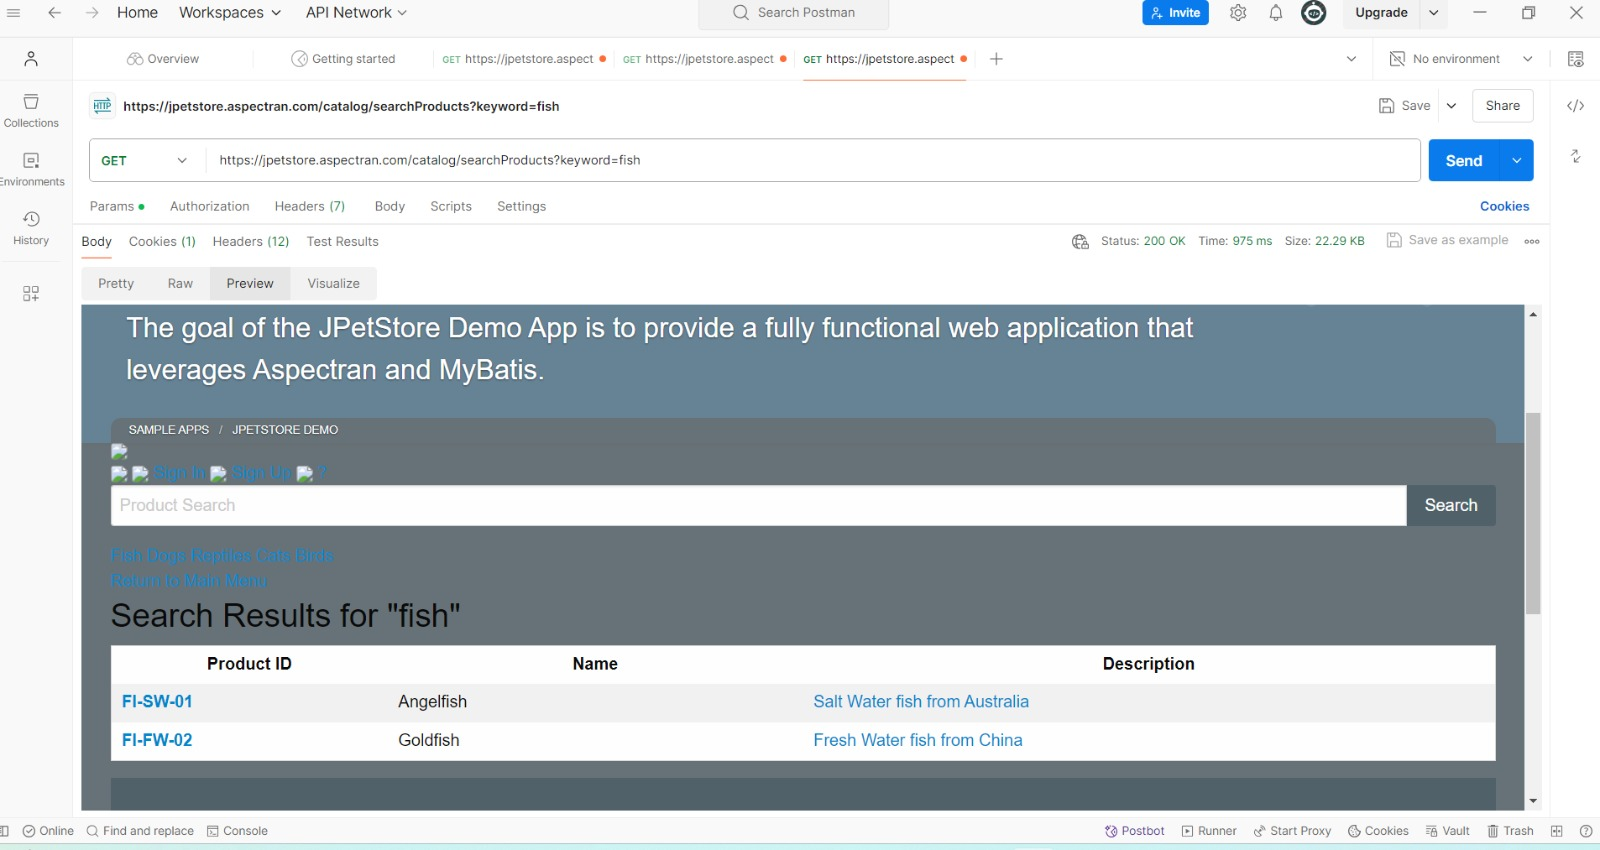 Home Workspaces API Network Search Postman Invite Upgrade
Overview Getting started GET https://jpetstore.aspect GET https://jpetstore.aspect GET https://jpetstore.aspect No environment
HTTP https://jpetstore.aspectran.com/catalog/searchProducts?keyword=fish Save Share
Collections
GET https://jpetstore.aspectran.com/catalog/searchProducts?keyword=fish Send
Environments
Params Authorization Headers (7) Body Scripts Settings Cookies
History
Body Cookies (1) Headers (12) Test Results Status: 200 OK Time: 975 ms Size: 22.29 KB Save as example
Pretty Raw Preview Visualize
The goal of the JPetStore Demo App is to provide a fully functional web application that
leverages Aspectran and MyBatis.
SAMPLE APPS / JPETSTORE DEMO
Sign In Sign Up ?
Product Search Search
Fish Dogs Reptiles Cats Birds
Return to Main Menu
Search Results for "fish"
Product ID Name Description
FI-SW-01 Angelfish Salt Water fish from Australia
FI-FW-02 Goldfish Fresh Water fish from China
Online Find and replace Console Postbot Runner Start Proxy Cookies Vault Trash